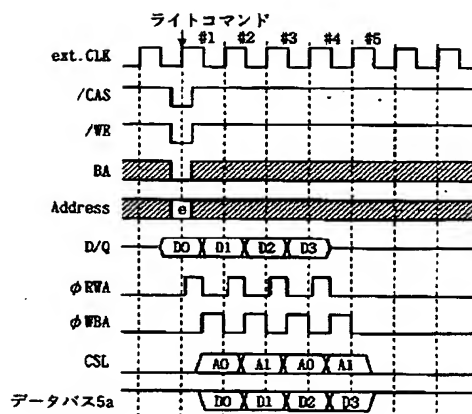 ライトコマンド
#1 #2 #3 #4 #5
ext.CLK
/CAS
/WE
BA
Address e
D/Q D0 D1 D2 D3
φRWA
φWBA
CSL A0 A1 A0 A1
データバス5a D0 D1 D2 D3